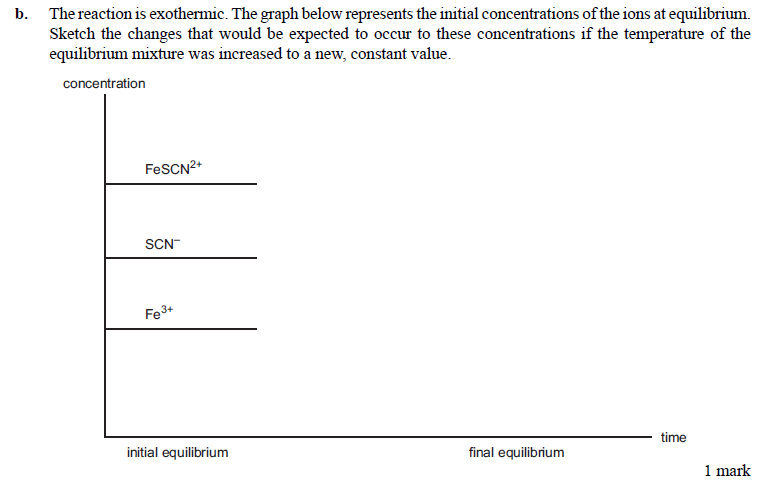 b. The reaction is exothermic. The graph below represents the initial concentrations of the ions at equilibrium.
Sketch the changes that would be expected to occur to these concentrations if the temperature of the
equilibrium mixture was increased to a new, constant value.
concentration
FeSCN²⁺
SCN⁻
Fe³⁺
time
initial equilibrium final equilibrium
1 mark